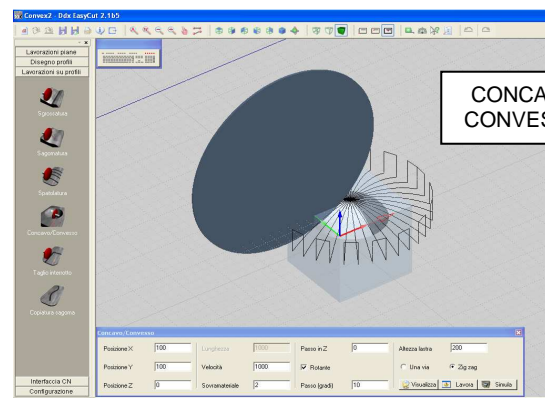 Convex2 - Ddx EasyCut 2.1b5
Lavorazioni piane
Disegno profili
Lavorazioni su profili
Sgrossatura
Sagomatura
Spatolatura
Concavo/Convesso
Taglio interrotto
Copiatura sagoma
Interfaccia CN
Configurazione
CONCA
CONVES
Concavo/Convesso
Posizione X 100 Lunghezza 1000 Passo in Z 0 Altezza lastra 200
Posizione Y 100 Velocità 1000 Rotante Una via Zig zag
Posizione Z 0 Sovramateriale 2 Passo (gradi) 10 Visualizza Lavora Simula